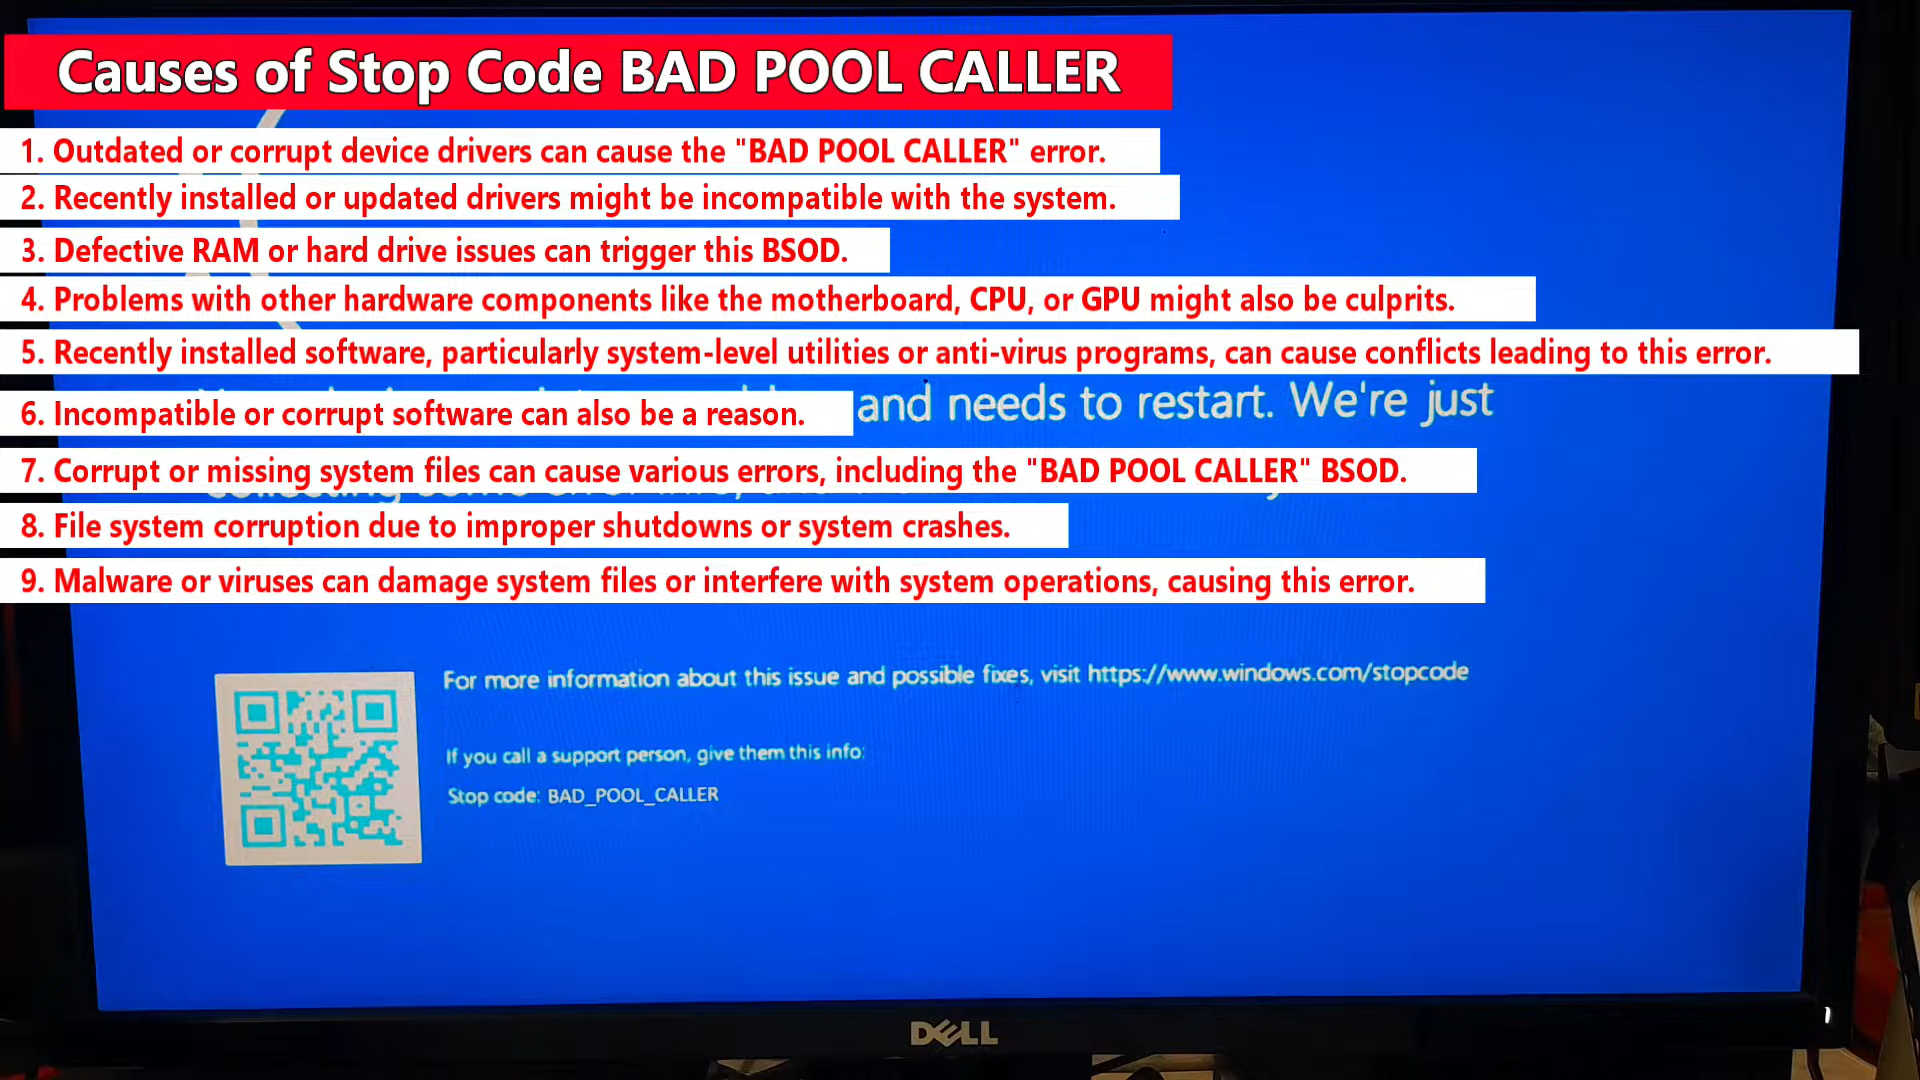 Causes of Stop Code BAD POOL CALLER
1. Outdated or corrupt device drivers can cause the "BAD POOL CALLER" error.
2. Recently installed or updated drivers might be incompatible with the system.
3. Defective RAM or hard drive issues can trigger this BSOD.
4. Problems with other hardware components like the motherboard, CPU, or GPU might also be culprits.
5. Recently installed software, particularly system-level utilities or anti-virus programs, can cause conflicts leading to this error.
and needs to restart. We're just
6. Incompatible or corrupt software can also be a reason.
7. Corrupt or missing system files can cause various errors, including the "BAD POOL CALLER" BSOD.
8. File system corruption due to improper shutdowns or system crashes.
9. Malware or viruses can damage system files or interfere with system operations, causing this error.
For more information about this issue and possible fixes, visit https://www.windows.com/stopcode
If you call a support person, give them this info:
Stop code: BAD_POOL_CALLER
DELL